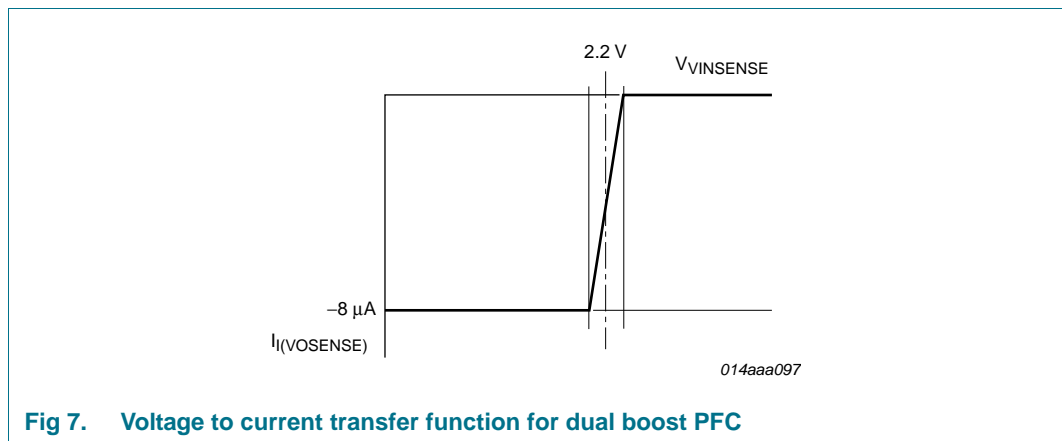 2.2 V
VVINSENSE
−8 μA
II(VOSENSE)
014aaa097
Fig 7. Voltage to current transfer function for dual boost PFC